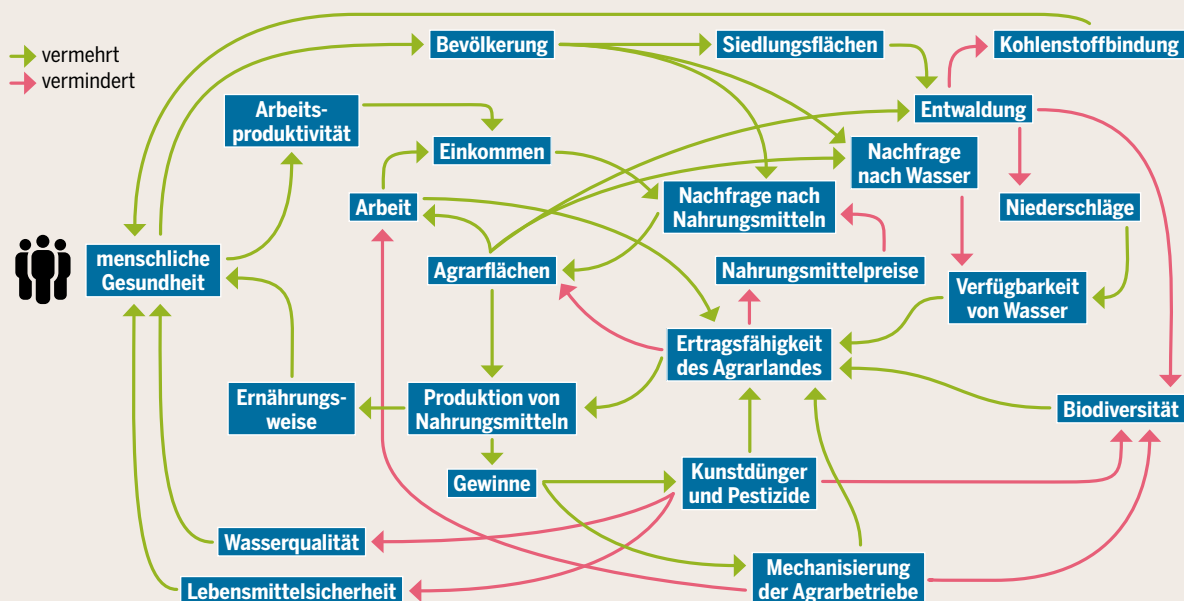 vermehrt
vermindert
Bevölkerung
Siedlungsflächen
Kohlenstoffbindung
Arbeits-
produktivität
Entwaldung
Einkommen
Nachfrage
nach Wasser
Arbeit
Nachfrage nach
Nahrungsmitteln
Niederschläge
menschliche
Gesundheit
Agrarflächen
Nahrungsmittelpreise
Verfügbarkeit
von Wasser
Ertragsfähigkeit
des Agrarlandes
Ernährungs-
weise
Produktion von
Nahrungsmitteln
Biodiversität
Gewinne
Kunstdünger
und Pestizide
Wasserqualität
Mechanisierung
der Agrarbetriebe
Lebensmittelsicherheit